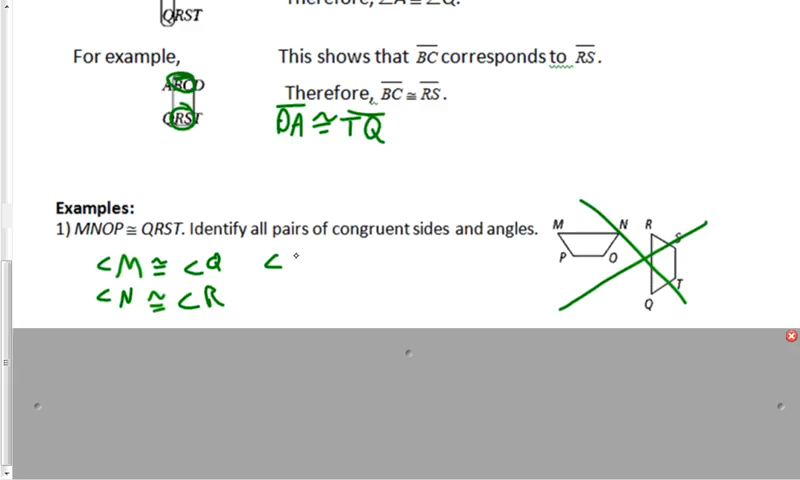 Therefore, ∠A ≅ ∠Q.
QRST
For example, This shows that BC corresponds to RS.
ABCD
Therefore, BC ≅ RS.
QRST
DA ≅ TQ
Examples:
1) MNOP ≅ QRST. Identify all pairs of congruent sides and angles.
M N R
S
P O
T
Q
∠M ≅ ∠Q ∠
∠N ≅ ∠R